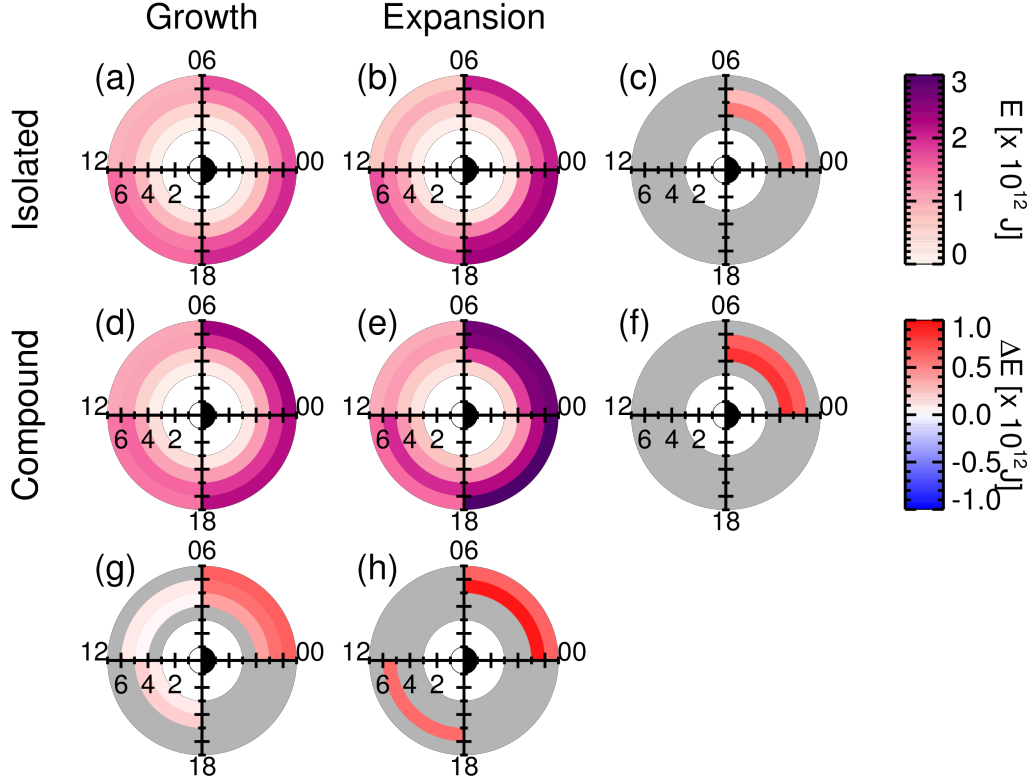 Growth Expansion
Isolated
(a) 06 12 00 6 4 2 18
(b) 06 12 00 6 4 2 18
(c) 06 12 00 6 4 2 18
3
2
1
0
E [x 10¹² J]
Compound
(d) 06 12 00 6 4 2 18
(e) 06 12 00 6 4 2 18
(f) 06 12 00 6 4 2 18
1.0
0.5
0.0
-0.5
-1.0
ΔE [x 10¹² J]
(g) 06 12 00 6 4 2 18
(h) 06 12 00 6 4 2 18